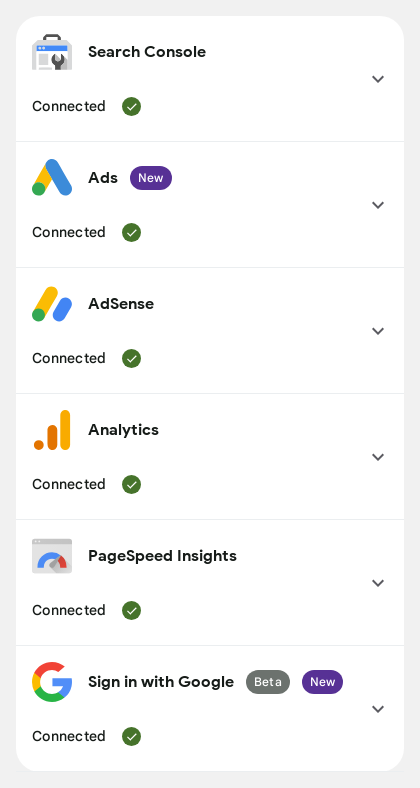 Search Console
Connected
Ads New
Connected
AdSense
Connected
Analytics
Connected
PageSpeed Insights
Connected
Sign in with Google Beta New
Connected